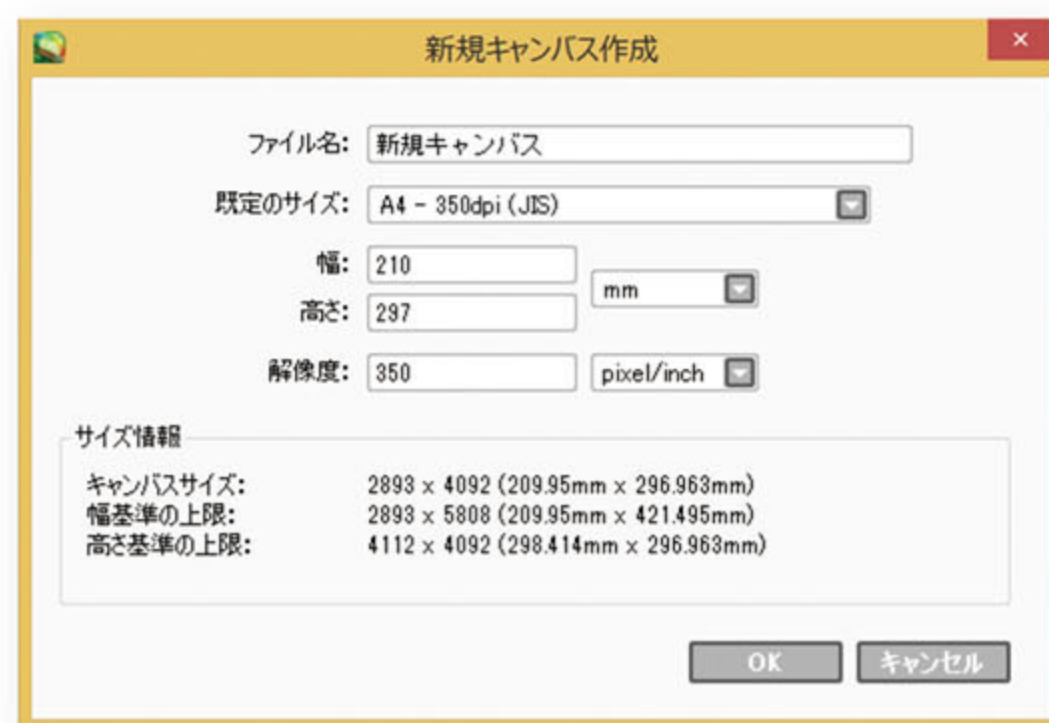 新規キャンバス作成
ファイル名: 新規キャンバス
既定のサイズ: A4 - 350dpi (JIS)
幅: 210
mm
高さ: 297
解像度: 350 pixel/inch
サイズ情報
キャンバスサイズ: 2893 x 4092 (209.95mm x 296.963mm)
幅基準の上限: 2893 x 5808 (209.95mm x 421.495mm)
高さ基準の上限: 4112 x 4092 (298.414mm x 296.963mm)
OK キャンセル